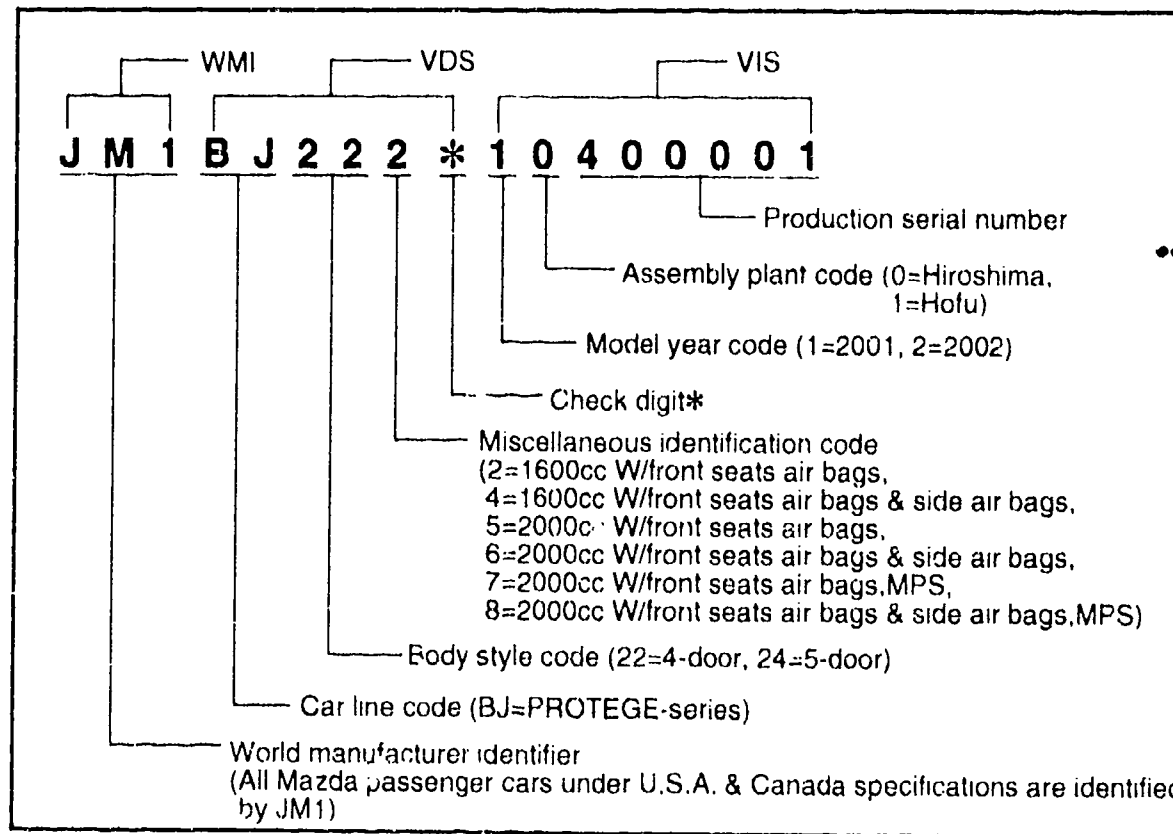 WMI VDS VIS
J M 1 B J 2 2 2 * 1 0 4 0 0 0 0 1
Production serial number
Assembly plant code (0=Hiroshima,
1=Hofu)
Model year code (1=2001, 2=2002)
Check digit*
Miscellaneous identification code
(2=1600cc W/front seats air bags,
4=1600cc W/front seats air bags & side air bags,
5=2000c W/front seats air bags,
6=2000cc W/front seats air bags & side air bags,
7=2000cc W/front seats air bags,MPS,
8=2000cc W/front seats air bags & side air bags,MPS)
Body style code (22=4-door, 24=5-door)
Car line code (BJ=PROTEGE-series)
World manufacturer identifier
(All Mazda passenger cars under U.S.A. & Canada specifications are identified
by JM1)